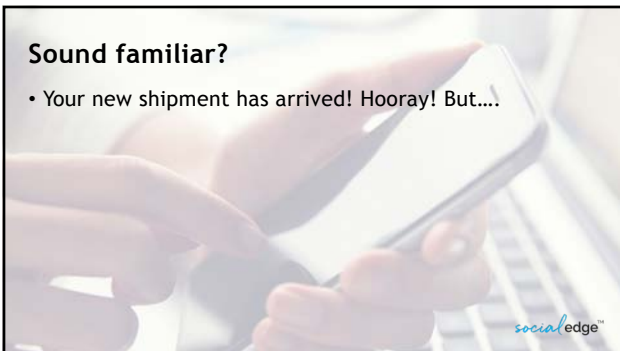 Sound familiar?
• Your new shipment has arrived! Hooray! But….
socialedge™